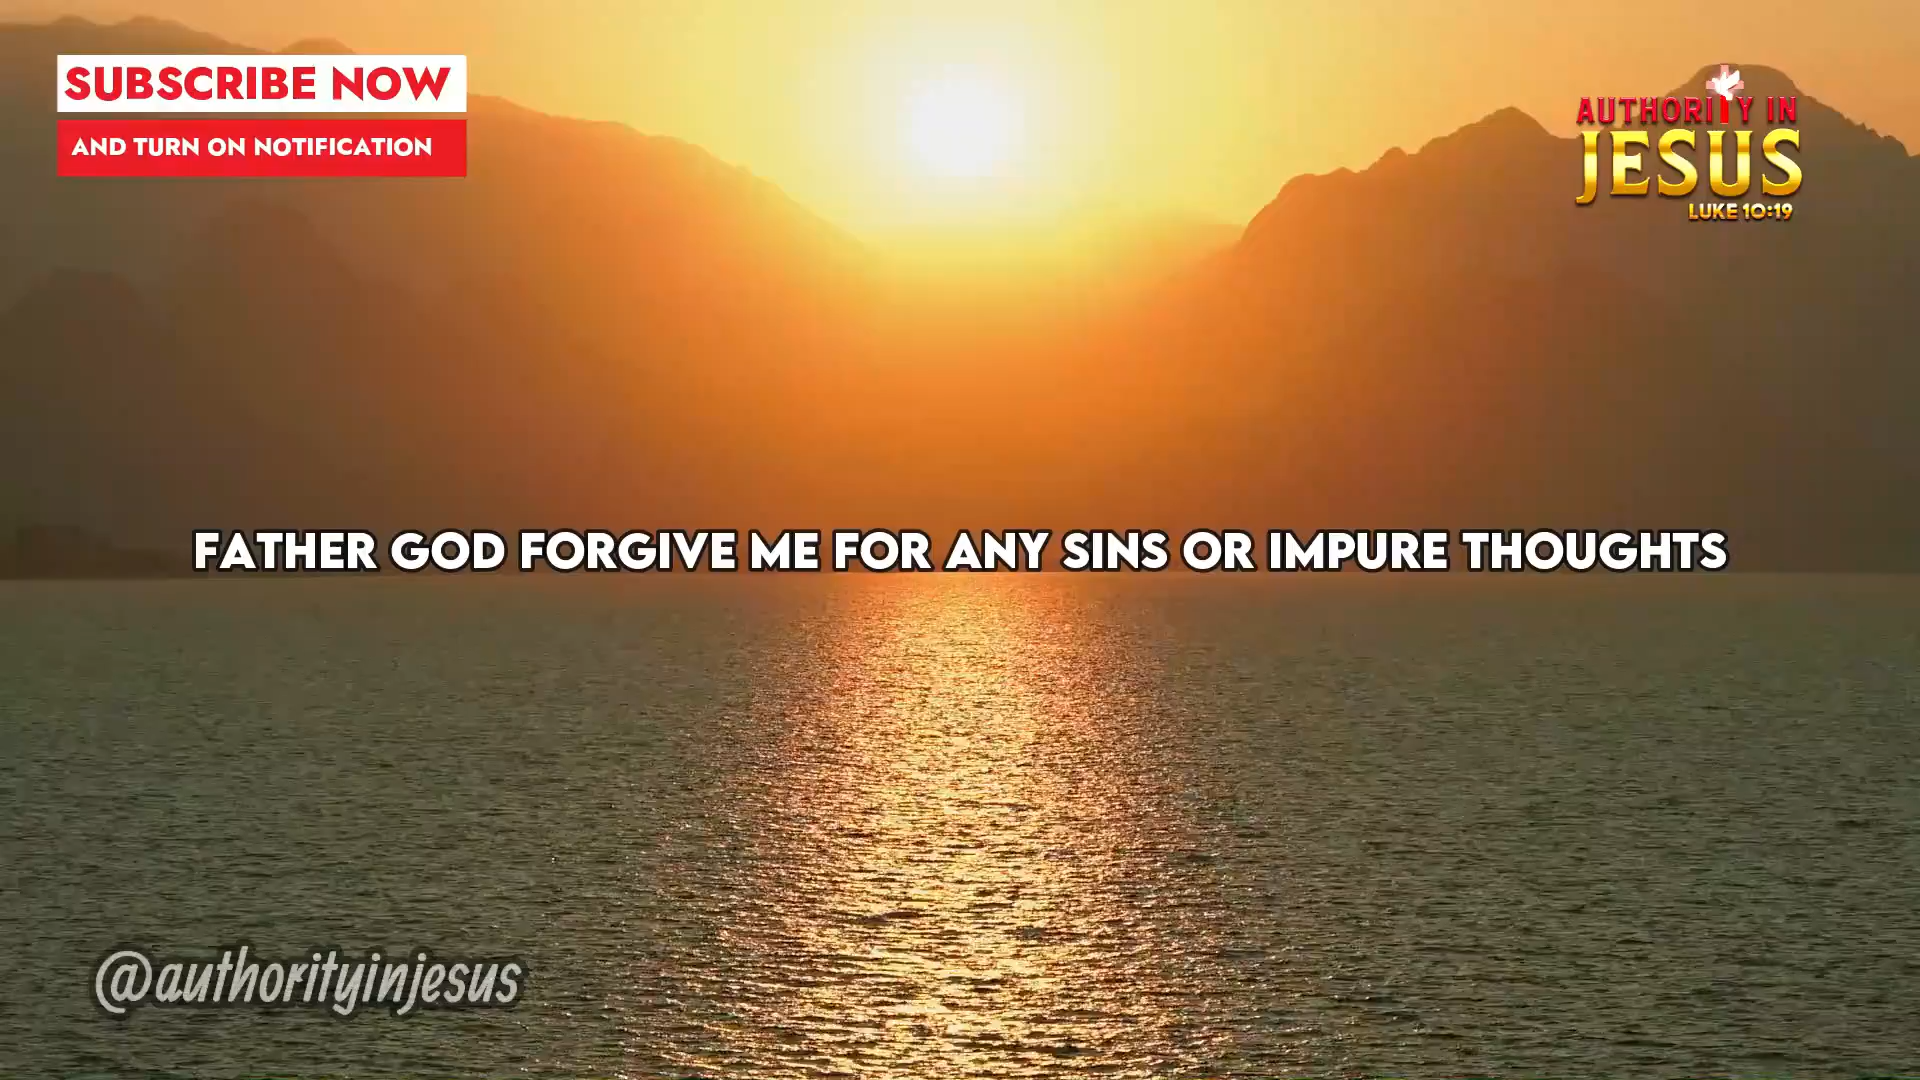 SUBSCRIBE NOW
AND TURN ON NOTIFICATION
AUTHORITY IN
JESUS
LUKE 10:19
FATHER GOD FORGIVE ME FOR ANY SINS OR IMPURE THOUGHTS
@authorityinjesus